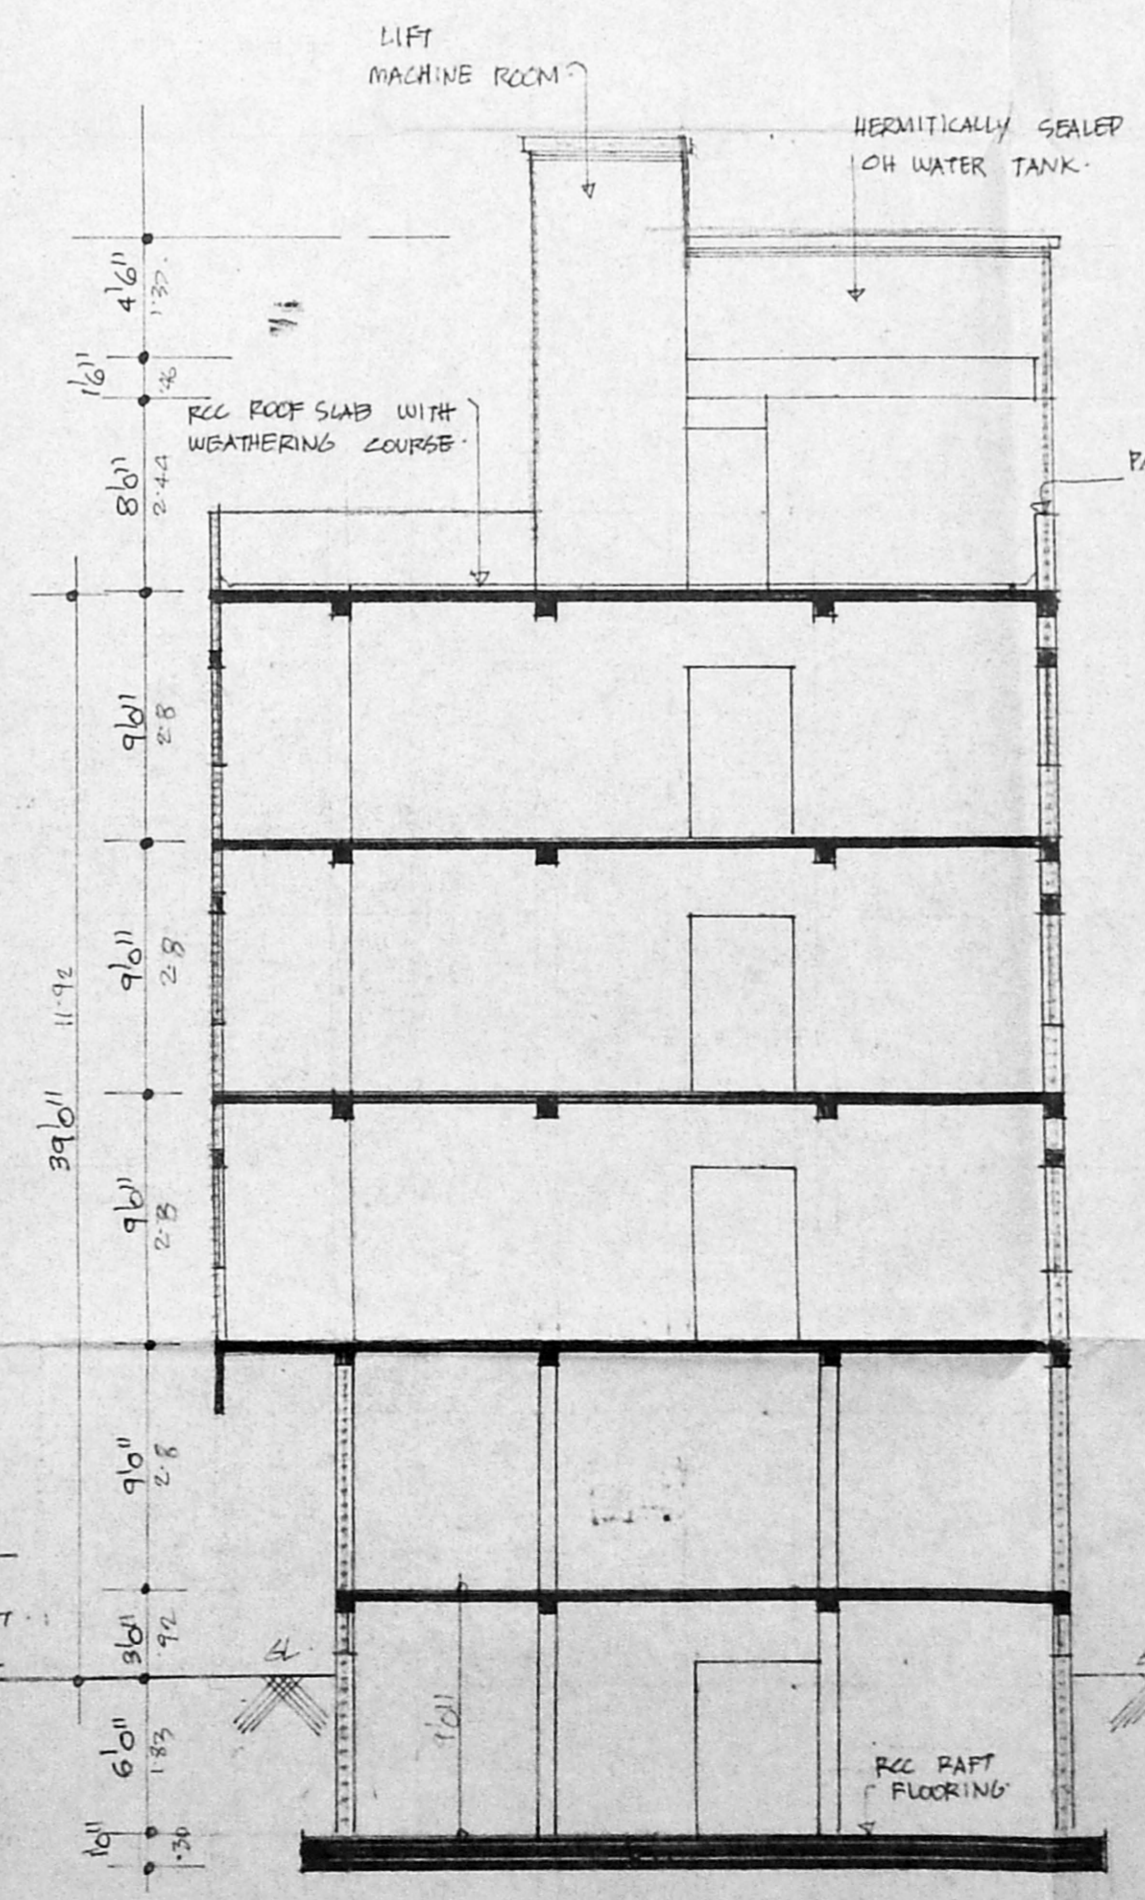 LIFT
MACHINE ROOM
HERMITICALLY SEALED
OH WATER TANK.
4'6"
1'6"
.46
RCC ROOF SLAB WITH
WEATHERING COURSE.
8'0"
2.44
9'0"
2.8
9'0"
2.8
39'0" 11.92
9'0"
2.8
9'0"
2.8
3'0"
.92
GL
9'0"
6'0"
1.83
RCC RAFT
FLOORING
1'0"
.30